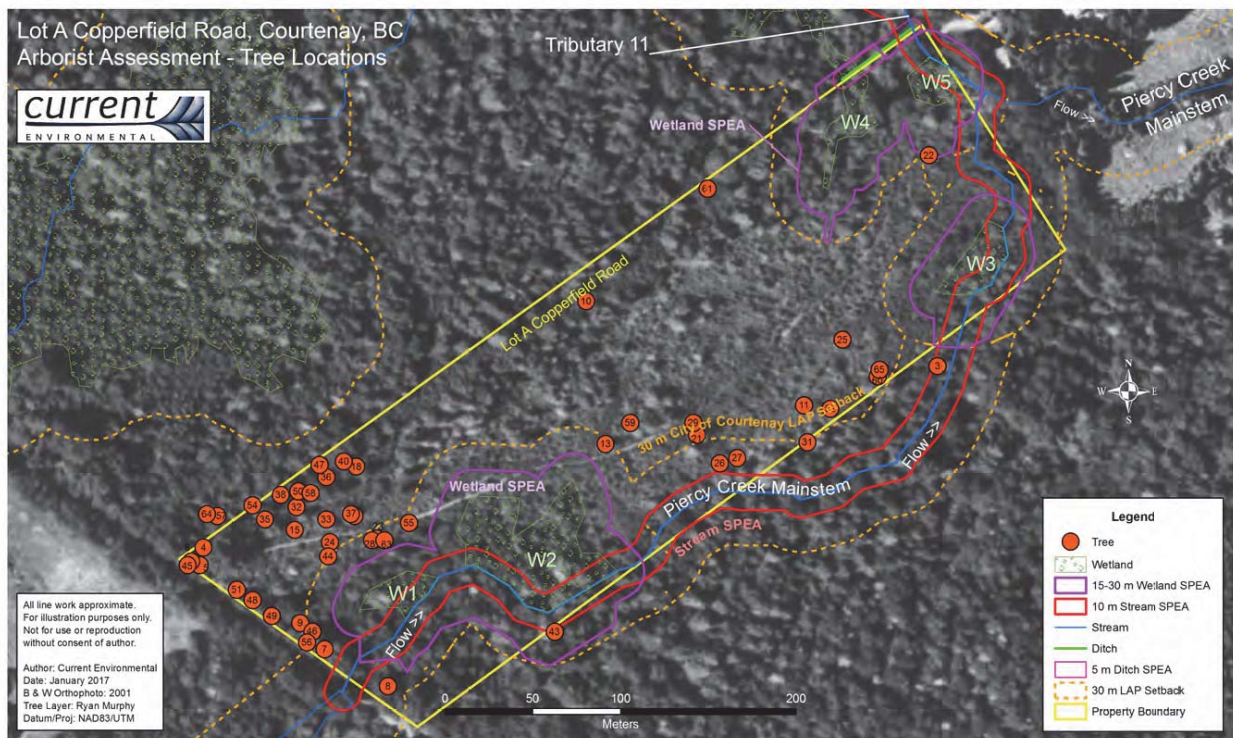 Lot A Copperfield Road, Courtenay, BC
Arborist Assessment - Tree Locations
current
ENVIRONMENTAL
Tributary 11
Piercy Creek
Mainstem
Flow >>
W5
W4
Wetland SPEA
22
61
W3
10
Lot A Copperfield Road
25
65
3
11
59
29
21
13
31
30 m City of Courtenay LAP Setback
27
26
Flow >>
Piercy Creek Mainstem
Stream SPEA
Wetland SPEA
W2
47
40
18
36
50
38
58
54
32
64
35
33
37
15
55
24
28
63
4
44
45
5
W1
51
48
49
9
46
56
7
Flow >>
43
8
N
W
E
S
0
50
100
200
Meters
All line work approximate.
For illustration purposes only.
Not for use or reproduction
without consent of author.
Author: Current Environmental
Date: January 2017
B & W Orthophoto: 2001
Tree Layer: Ryan Murphy
Datum/Proj: NAD83/UTM
Legend
Tree
Wetland
15-30 m Wetland SPEA
10 m Stream SPEA
Stream
Ditch
5 m Ditch SPEA
30 m LAP Setback
Property Boundary